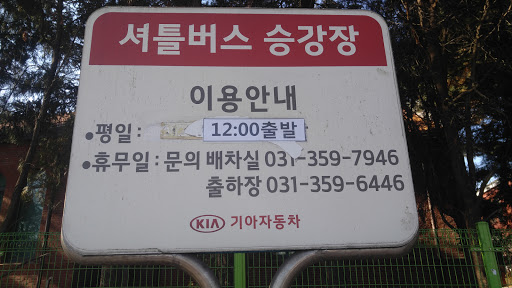 셔틀버스 승강장
이용안내
●평일 : 12:00출발
●휴무일 : 문의 배차실 031-359-7946
출하장 031-359-6446
KIA 기아자동차